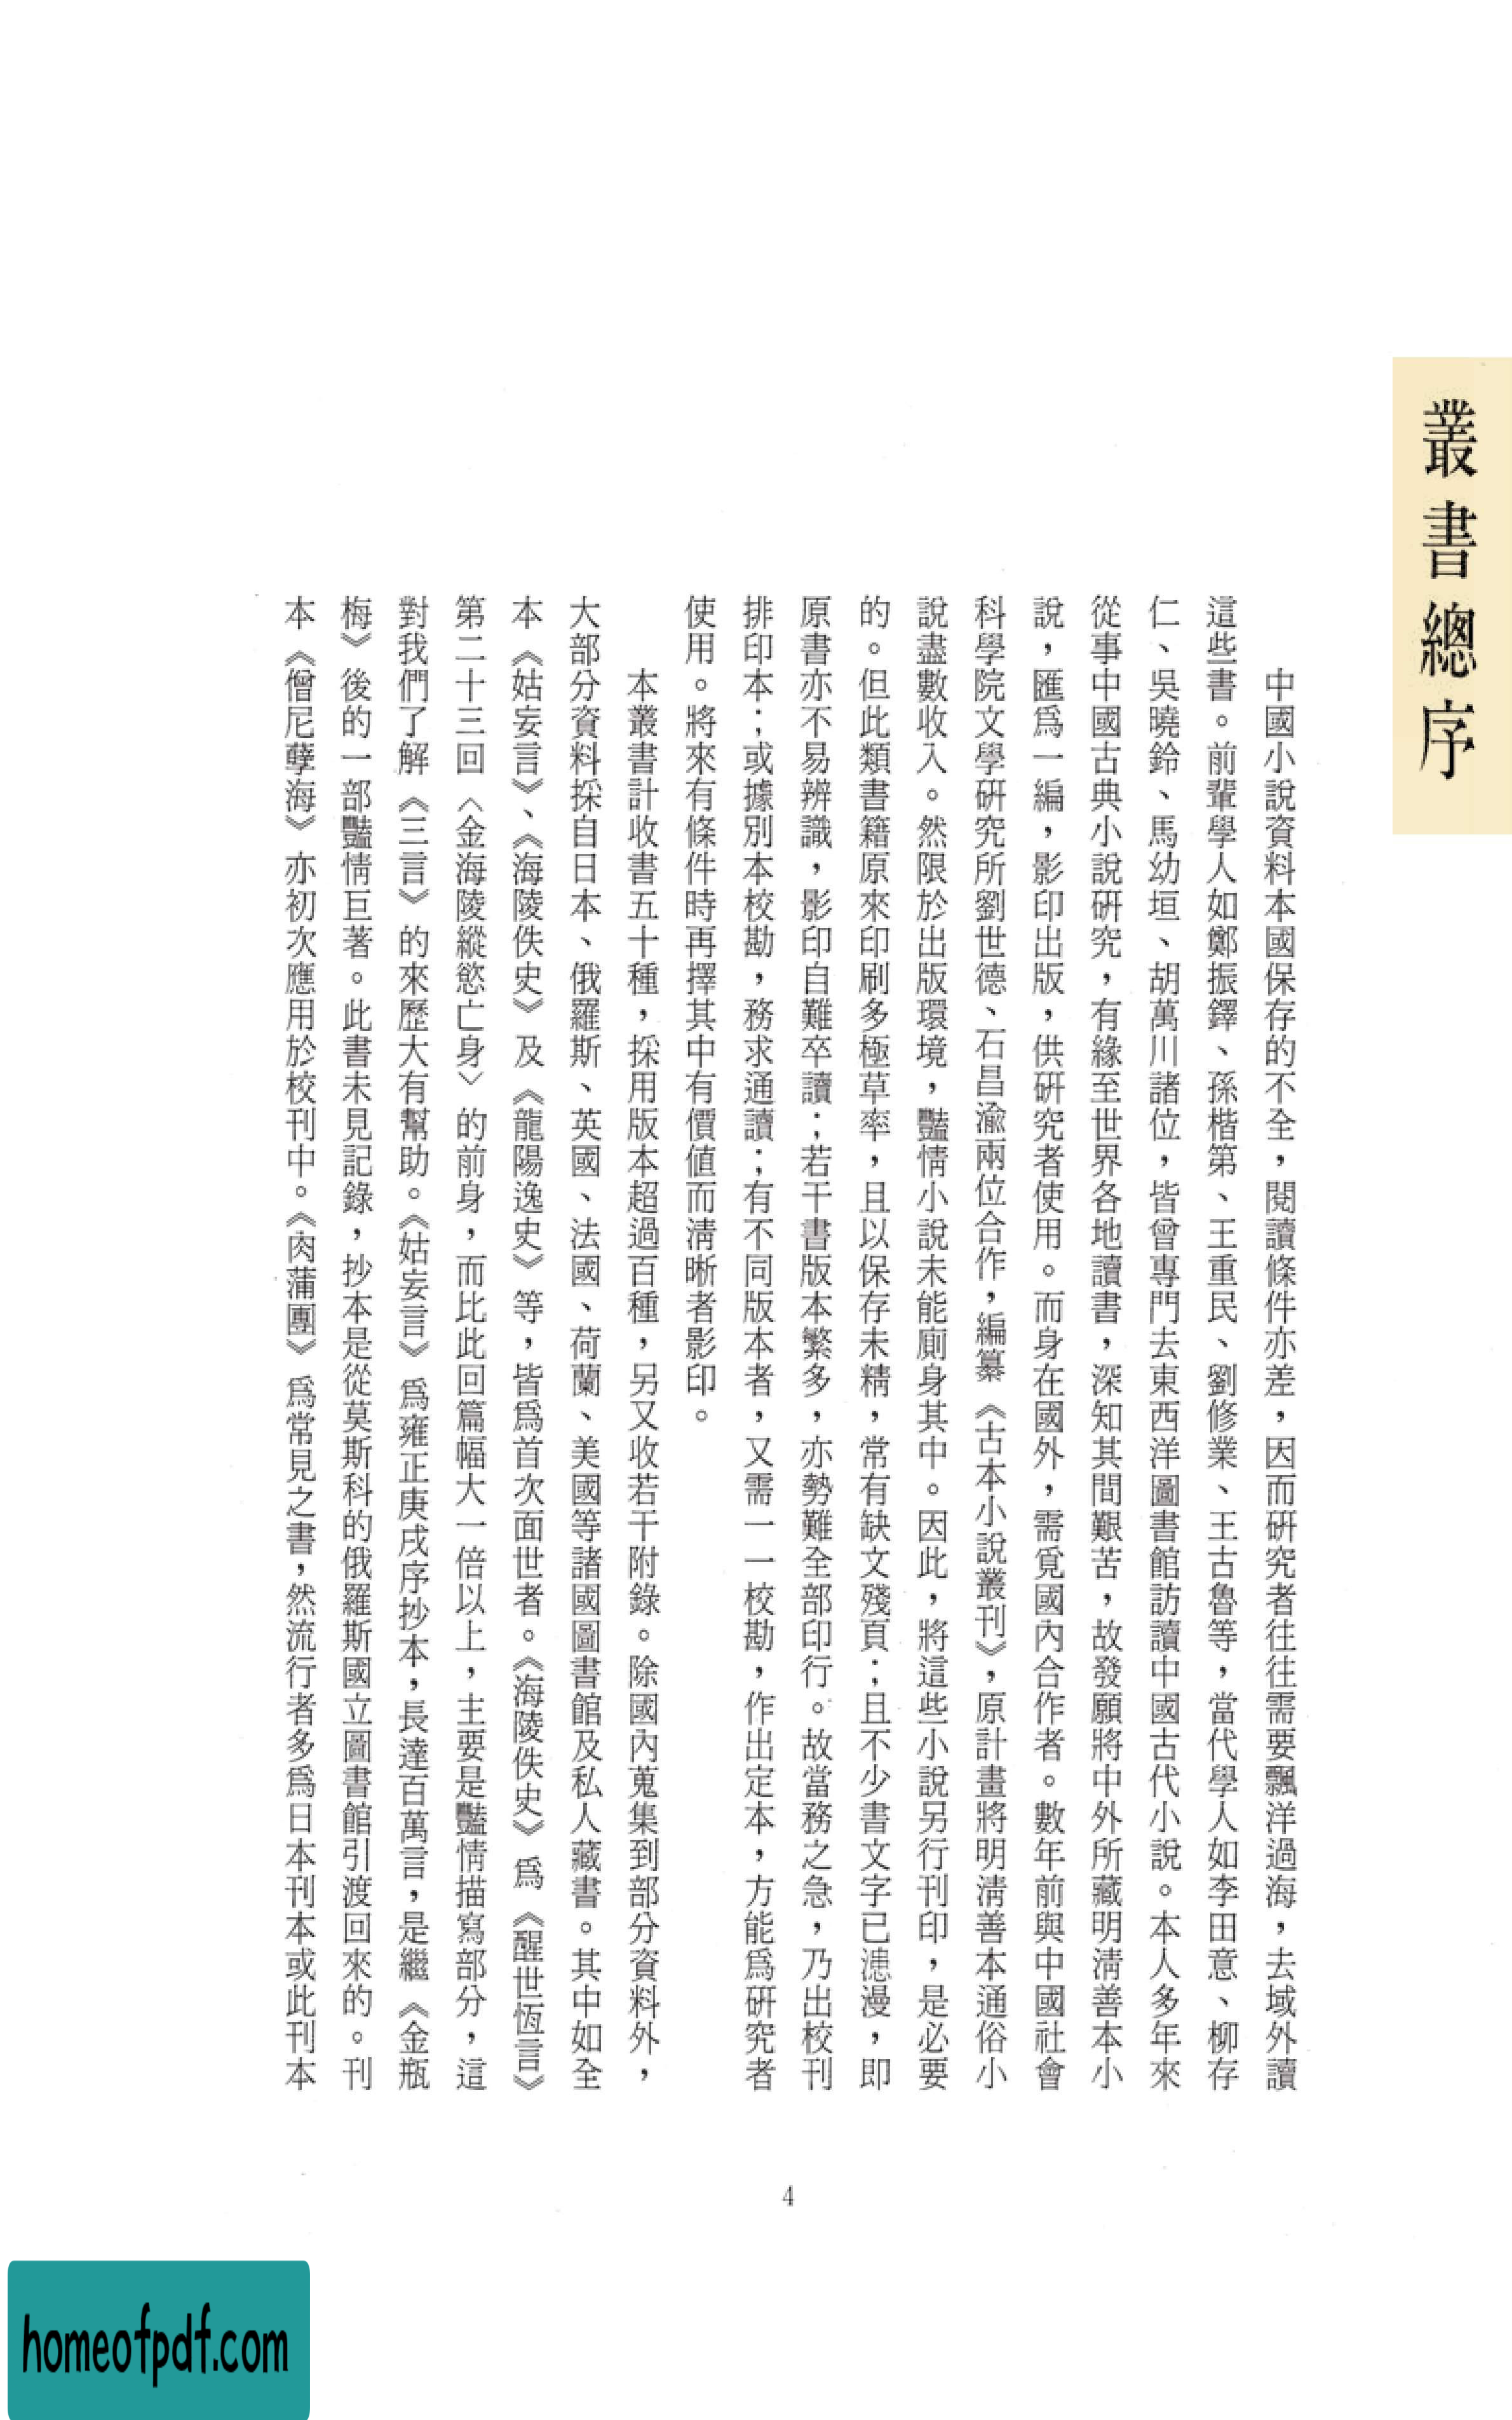 叢書總序
中國小說資料本國保存的不全，閱讀條件亦差，因而研究者往往需要飄洋過海，去域外讀
這些書。前輩學人如鄭振鐸、孫楷第、王重民、劉修業、王古魯等，當代學人如李田意、柳存
仁、吳曉鈴、馬幼垣、胡萬川諸位，皆曾專門去東西洋圖書館訪讀中國古代小說。本人多年來
從事中國古典小說研究，有緣至世界各地讀書，深知其間艱苦，故發願將中外所藏明清善本小
說，匯爲一編，影印出版，供研究者使用。而身在國外，需覓國內合作者。數年前與中國社會
科學院文學研究所劉世德、石昌渝兩位合作，編纂《古本小說叢刊》，原計畫將明清善本通俗小
說盡數收入。然限於出版環境，豔情小說未能廁身其中。因此，將這些小說另行刊印，是必要
的。但此類書籍原來印刷多極草率，且以保存未精，常有缺文殘頁；且不少書文字已漶漫，即
原書亦不易辨識，影印自難卒讀；若干書版本繁多，亦勢難全部印行。故當務之急，乃出校刊
排印本；或據別本校勘，務求通讀；有不同版本者，又需一一校勘，作出定本，方能爲研究者
使用。將來有條件時再擇其中有價值而清晰者影印。
本叢書計收書五十種，採用版本超過百種，另又收若干附錄。除國內蒐集到部分資料外，
大部分資料採自日本、俄羅斯、英國、法國、荷蘭、美國等諸國圖書館及私人藏書。其中如全
本《姑妄言》、《海陵佚史》及《龍陽逸史》等，皆爲首次面世者。《海陵佚史》爲《醒世恆言》
第二十三回〈金海陵縱慾亡身〉的前身，而比此回篇幅大一倍以上，主要是豔情描寫部分，這
對我們了解《三言》的來歷大有幫助。《姑妄言》爲雍正庚戌序抄本，長達百萬言，是繼《金瓶
梅》後的一部豔情巨著。此書未見記錄，抄本是從莫斯科的俄羅斯國立圖書館引渡回來的。刊
本《僧尼孽海》亦初次應用於校刊中。《肉蒲團》爲常見之書，然流行者多爲日本刊本或此刊本
4
homeofpdf.com